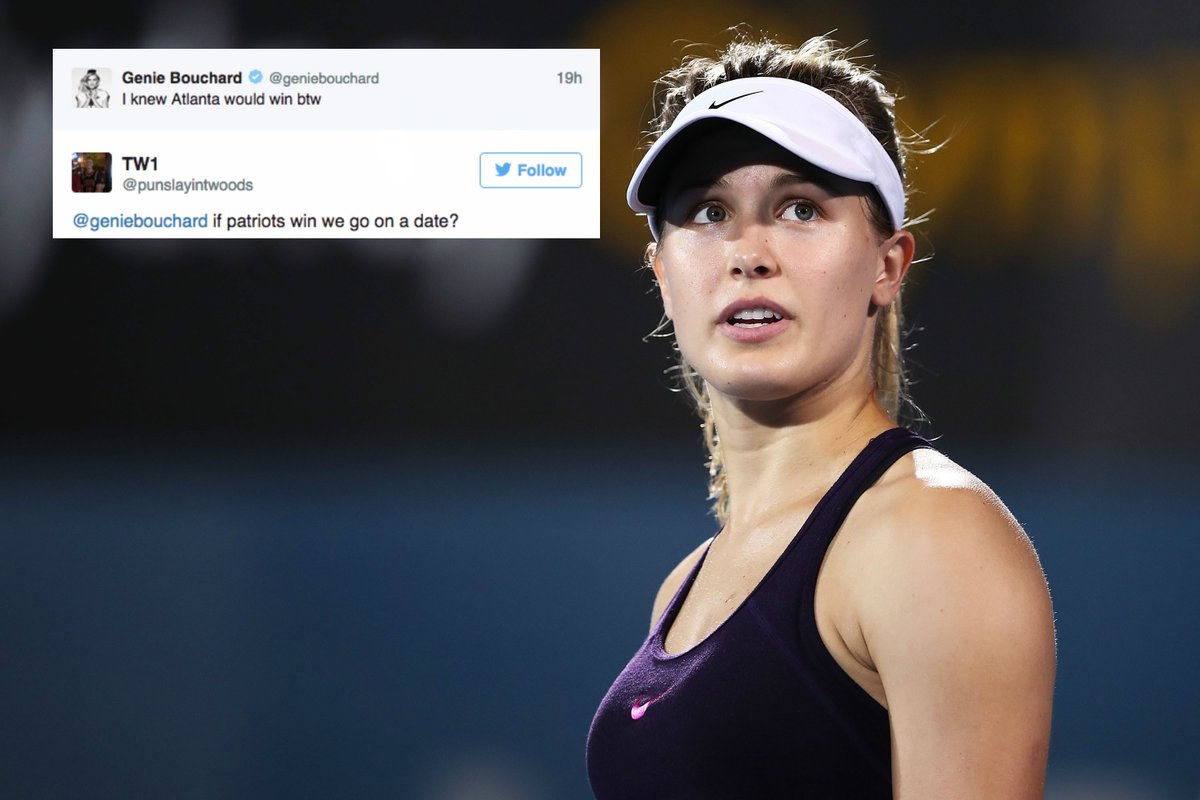 Genie Bouchard @geniebouchard 19h
I knew Atlanta would win btw
TW1
@punslayintwoods
Follow
@geniebouchard if patriots win we go on a date?